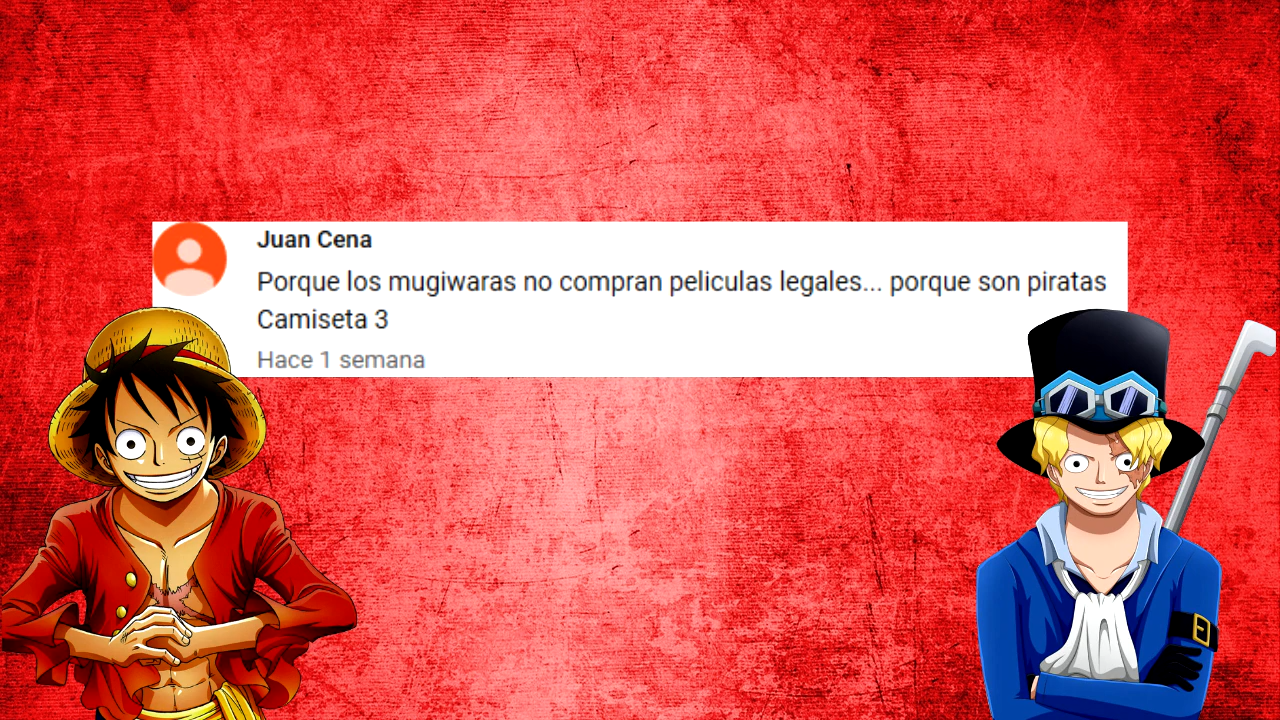 Juan Cena
Porque los mugiwaras no compran peliculas legales... porque son piratas
Camiseta 3
Hace 1 semana